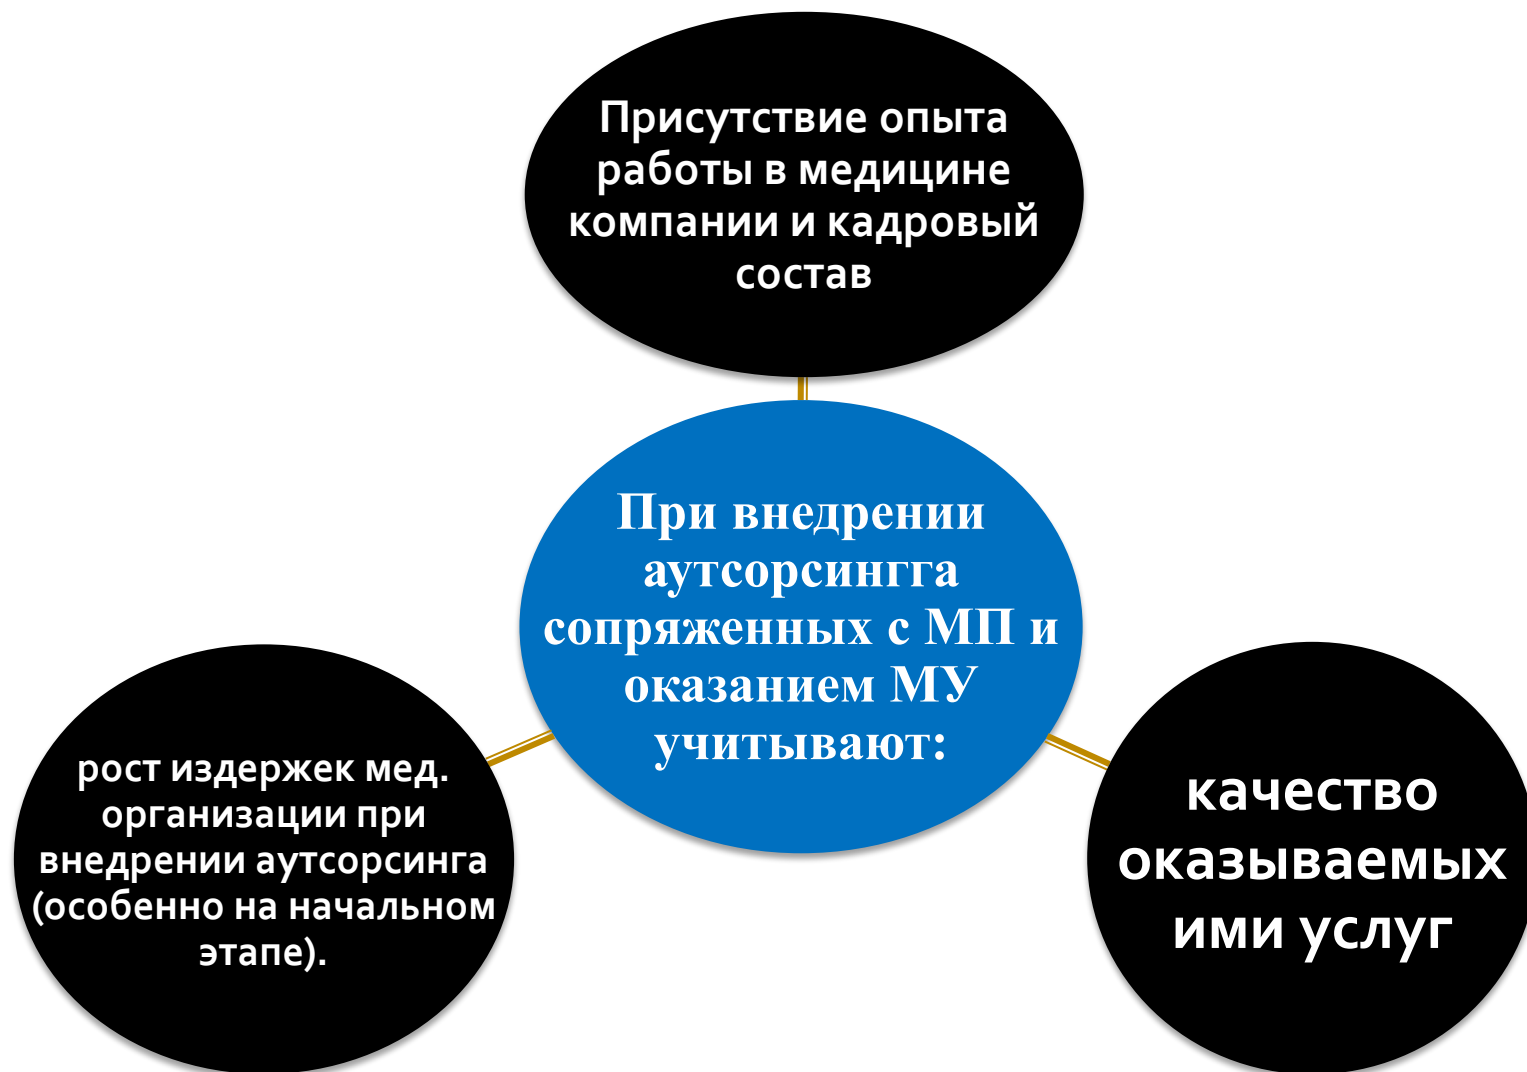 Присутствие опыта
работы в медицине
компании и кадровый
состав
При внедрении
аутсорсингга
сопряженных с МП и
оказанием МУ
учитывают:
рост издержек мед.
организации при
внедрении аутсорсинга
(особенно на начальном
этапе).
качество
оказываемых
ими услуг